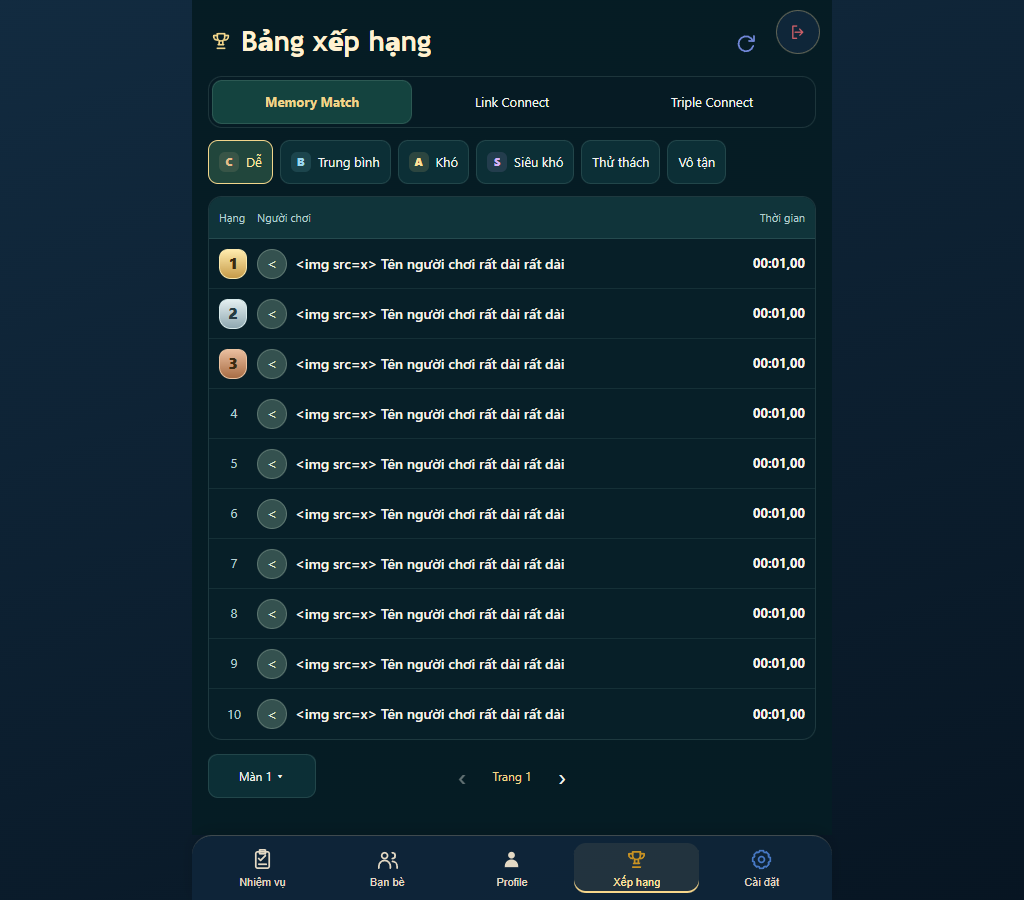 Bảng xếp hạng
Memory Match Link Connect Triple Connect
C Dễ B Trung bình A Khó S Siêu khó Thử thách Vô tận
Hạng Người chơi Thời gian
1 < <img src=x> Tên người chơi rất dài rất dài 00:01,00
2 < <img src=x> Tên người chơi rất dài rất dài 00:01,00
3 < <img src=x> Tên người chơi rất dài rất dài 00:01,00
4 < <img src=x> Tên người chơi rất dài rất dài 00:01,00
5 < <img src=x> Tên người chơi rất dài rất dài 00:01,00
6 < <img src=x> Tên người chơi rất dài rất dài 00:01,00
7 < <img src=x> Tên người chơi rất dài rất dài 00:01,00
8 < <img src=x> Tên người chơi rất dài rất dài 00:01,00
9 < <img src=x> Tên người chơi rất dài rất dài 00:01,00
10 < <img src=x> Tên người chơi rất dài rất dài 00:01,00
Màn 1 ‹ Trang 1 ›
Nhiệm vụ Bạn bè Profile Xếp hạng Cài đặt